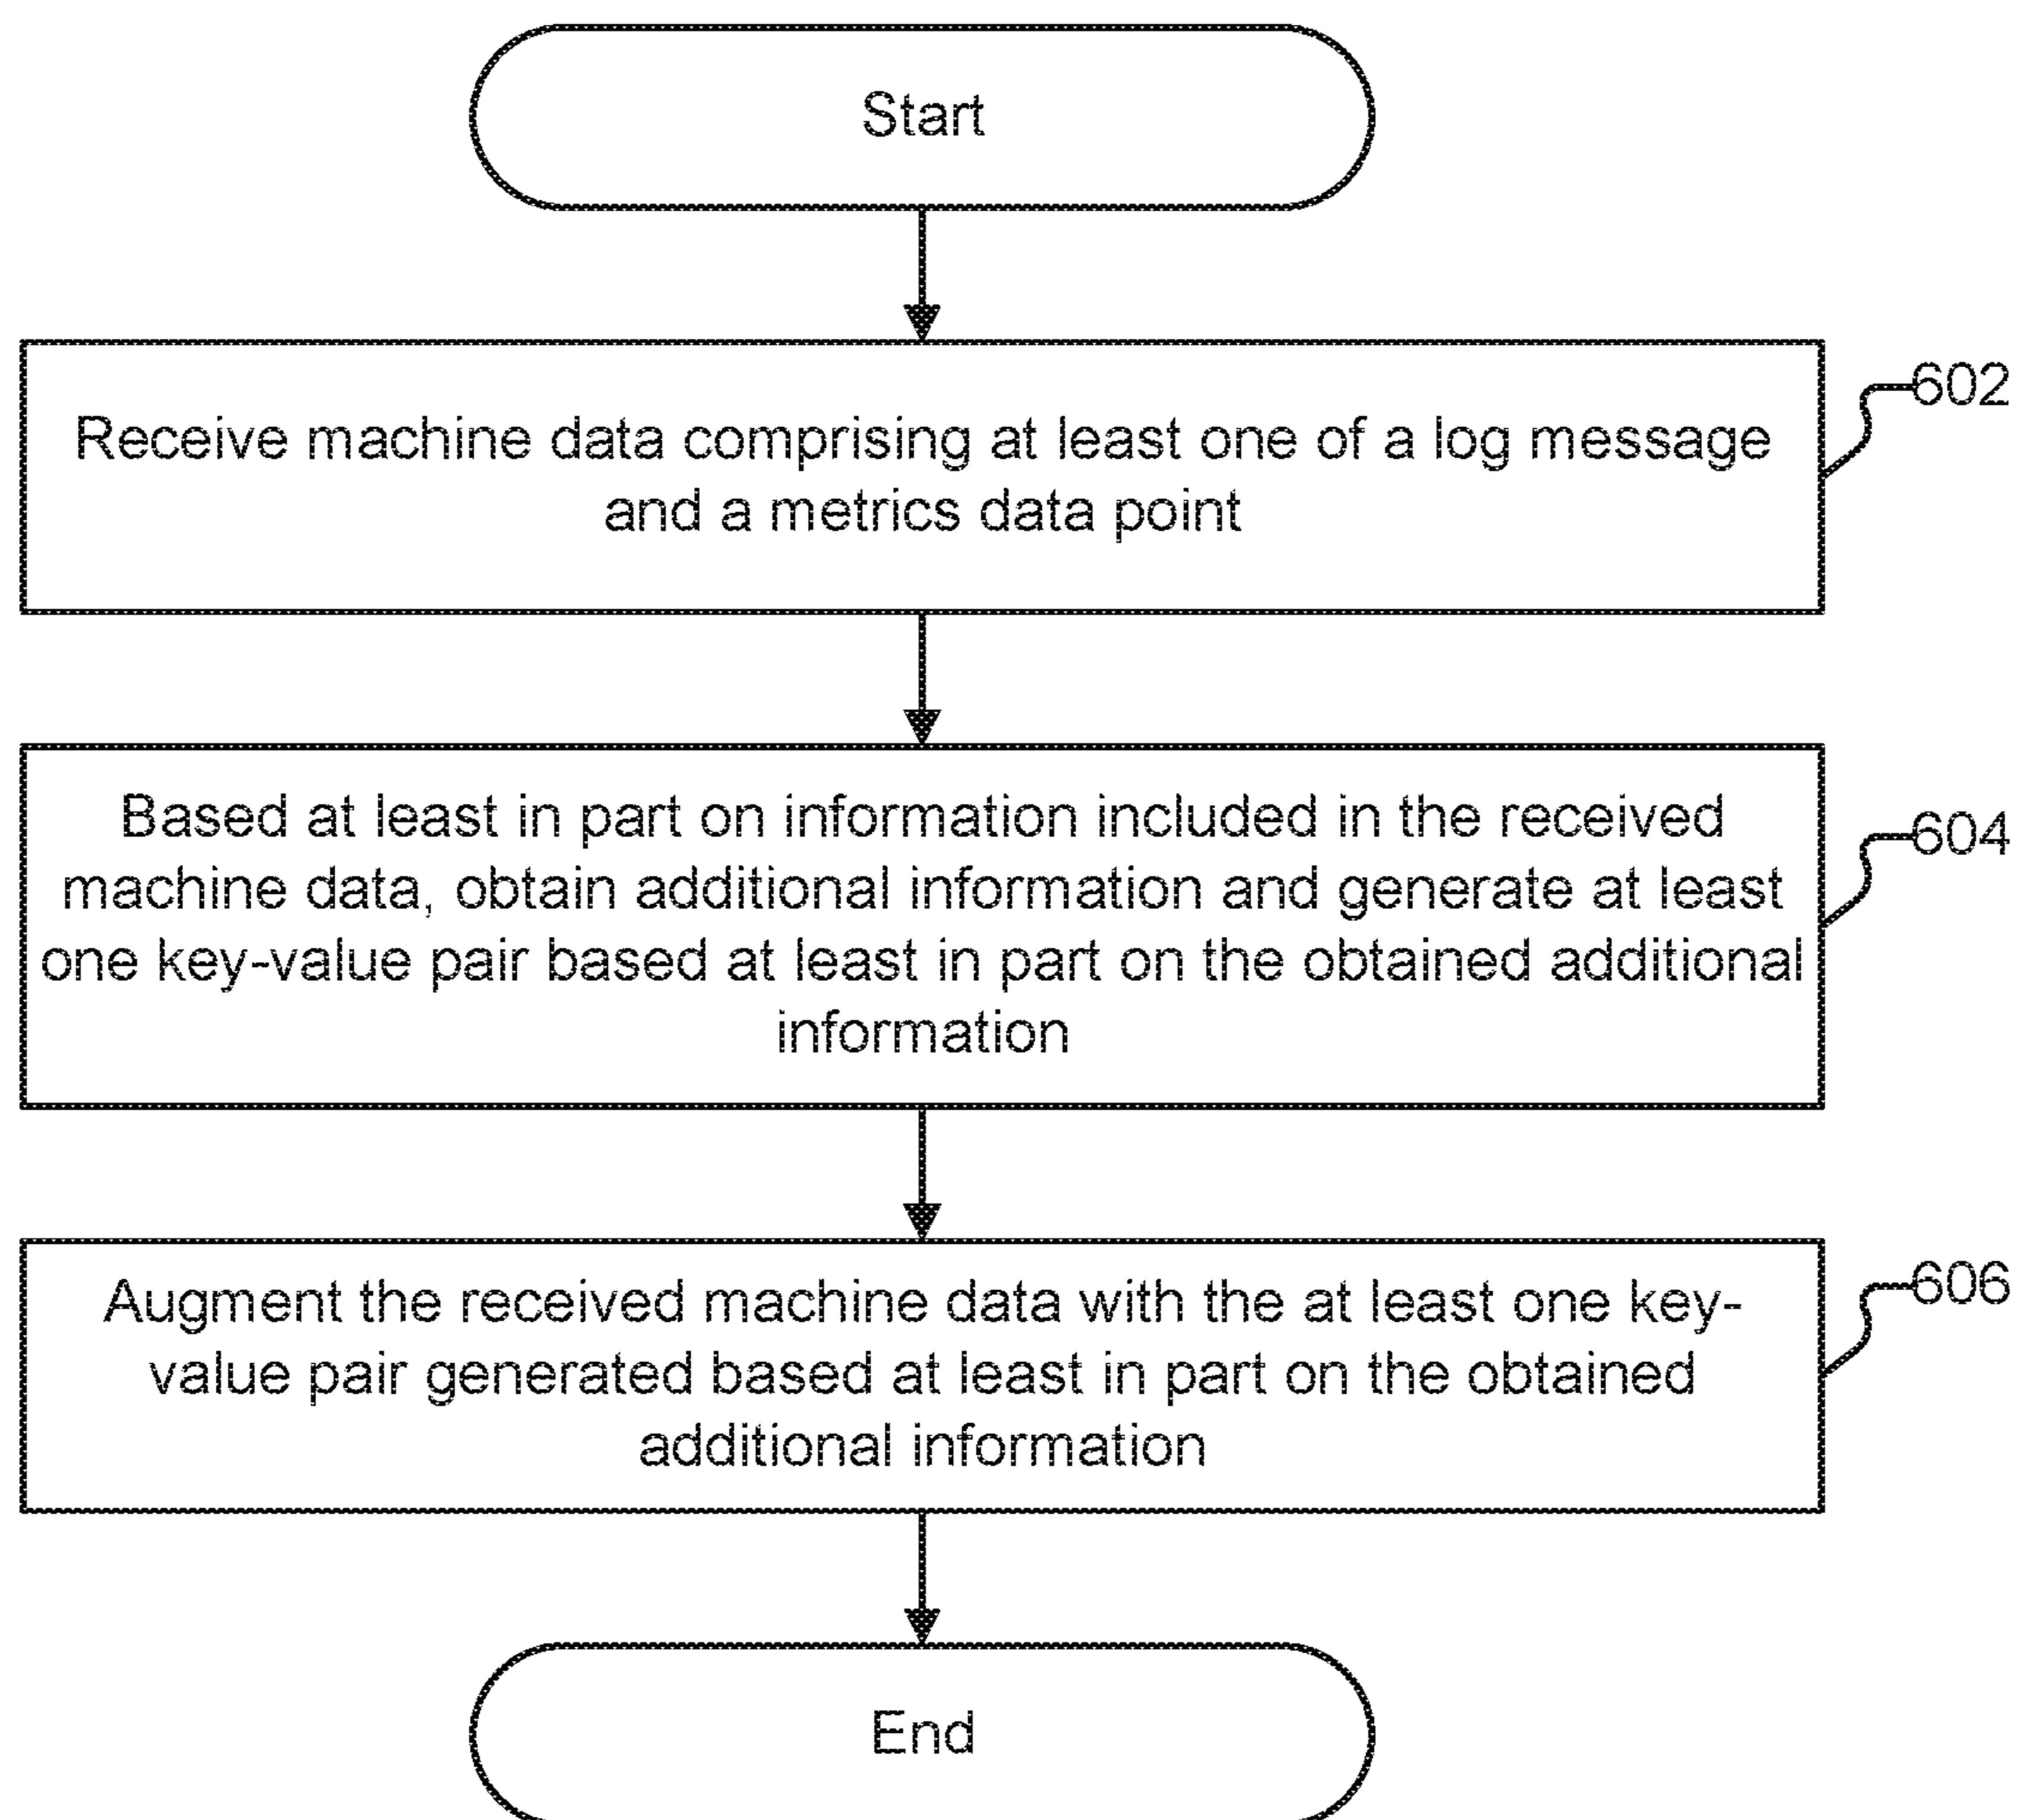 Start
Receive machine data comprising at least one of a log message
and a metrics data point
602
Based at least in part on information included in the received
machine data, obtain additional information and generate at least
one key-value pair based at least in part on the obtained additional
information
604
Augment the received machine data with the at least one key-
value pair generated based at least in part on the obtained
additional information
606
End